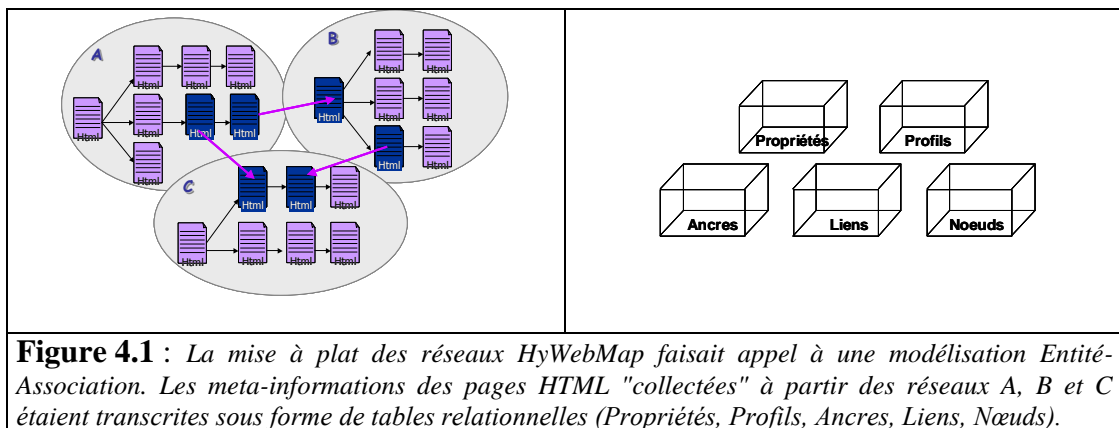 B
A
Html Html
Html Html Html
Html Html Html
Html Html Html Html
Html Html
Html
C
Html Html Html
Html Html Html Html
Propriétés Profils
Ancres Liens Noeuds
Figure 4.1 : La mise à plat des réseaux HyWebMap faisait appel à une modélisation Entité-
Association. Les meta-informations des pages HTML "collectées" à partir des réseaux A, B et C
étaient transcrites sous forme de tables relationnelles (Propriétés, Profils, Ancres, Liens, Nœuds).